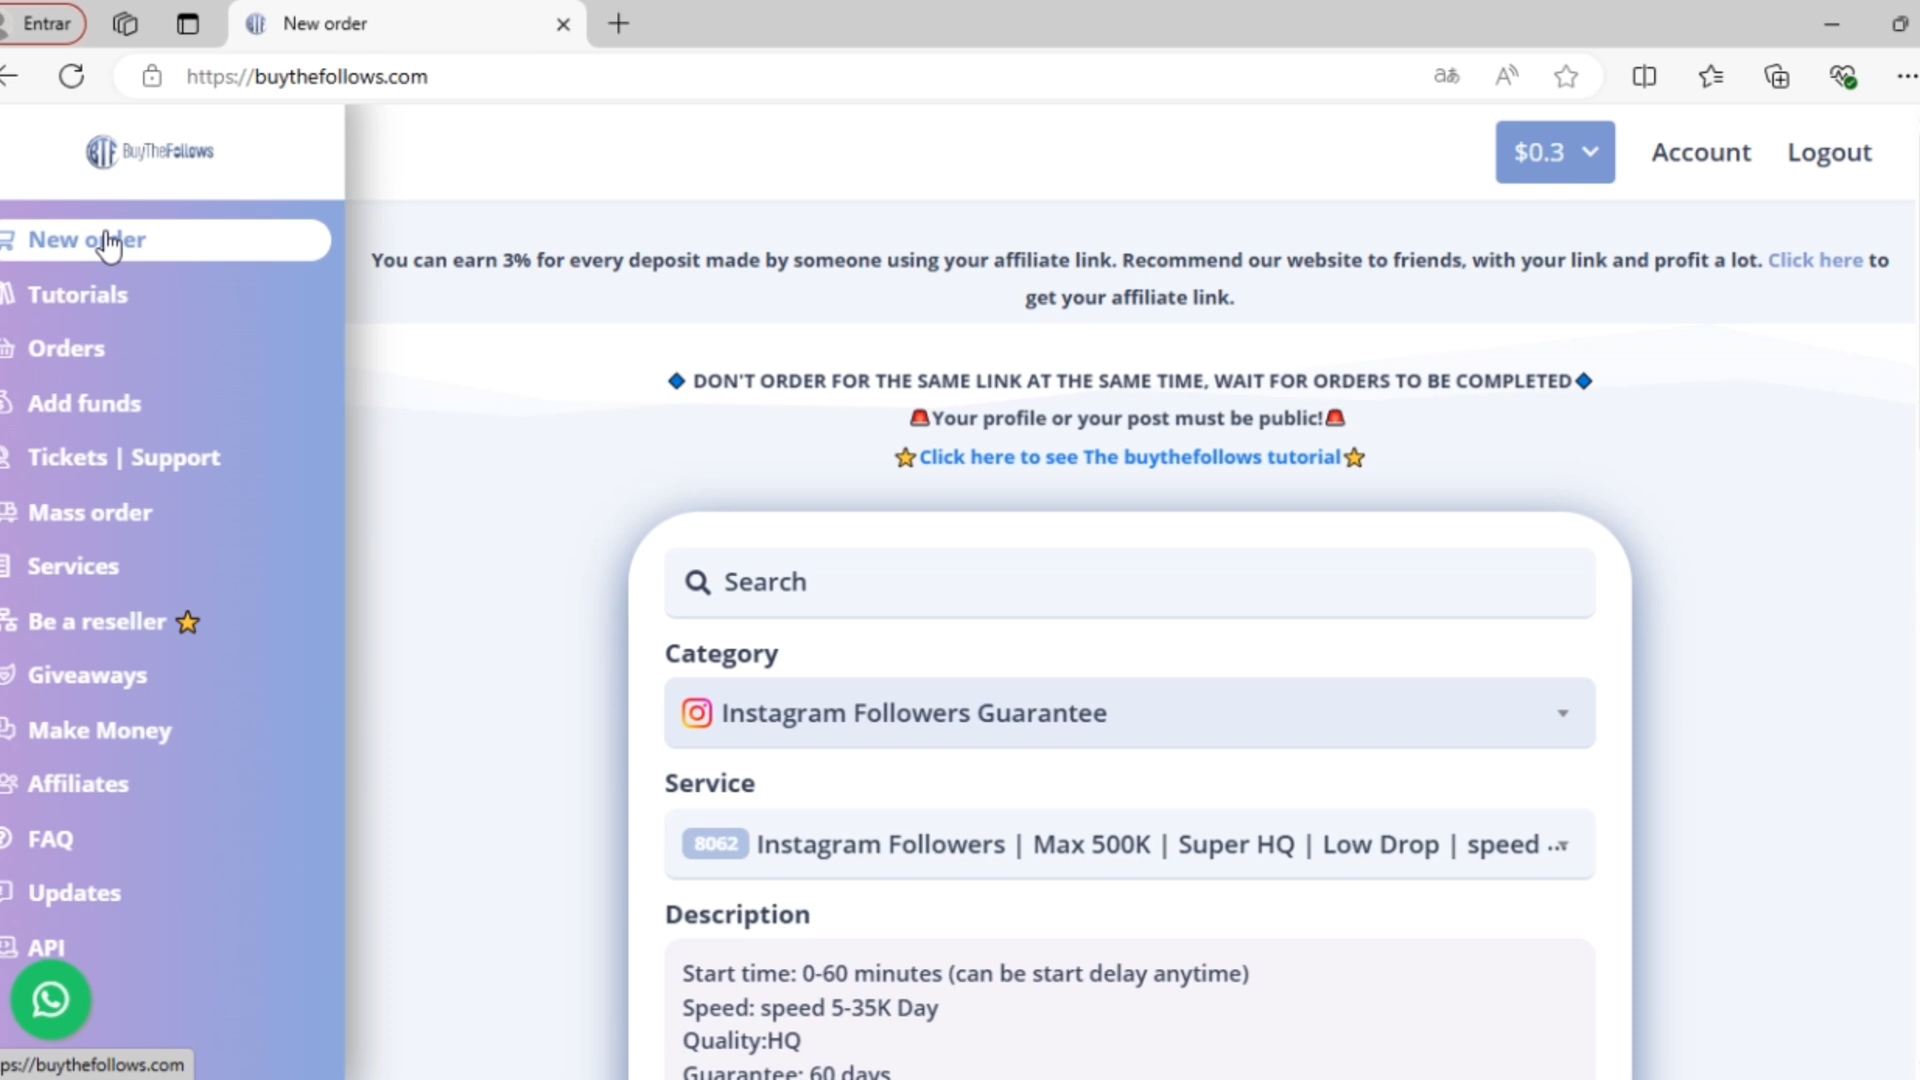 Entrar
New order
https://buythefollows.com
BTF BuyTheFollows
$0.3
Account
Logout
New order
Tutorials
Orders
Add funds
Tickets | Support
Mass order
Services
Be a reseller
Giveaways
Make Money
Affiliates
FAQ
Updates
API
ps://buythefollows.com
You can earn 3% for every deposit made by someone using your affiliate link. Recommend our website to friends, with your link and profit a lot. Click here to
get your affiliate link.
DON'T ORDER FOR THE SAME LINK AT THE SAME TIME, WAIT FOR ORDERS TO BE COMPLETED
Your profile or your post must be public!
Click here to see The buythefollows tutorial
Search
Category
Instagram Followers Guarantee
Service
8062 Instagram Followers | Max 500K | Super HQ | Low Drop | speed ...
Description
Start time: 0-60 minutes (can be start delay anytime)
Speed: speed 5-35K Day
Quality:HQ
Guarantee: 60 days